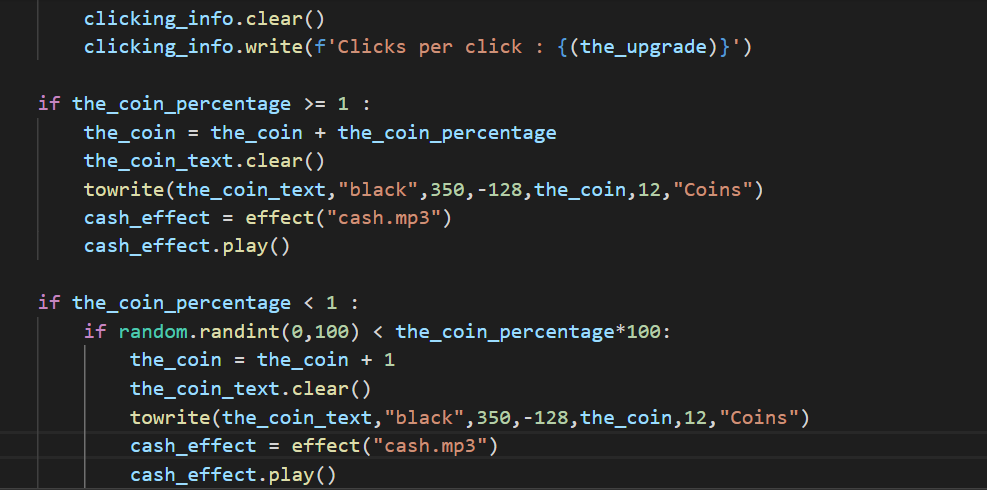 clicking_info.clear()
clicking_info.write(f'Clicks per click : {(the_upgrade)}')
if the_coin_percentage >= 1 :
the_coin = the_coin + the_coin_percentage
the_coin_text.clear()
towrite(the_coin_text,"black",350,-128,the_coin,12,"Coins")
cash_effect = effect("cash.mp3")
cash_effect.play()
if the_coin_percentage < 1 :
if random.randint(0,100) < the_coin_percentage*100:
the_coin = the_coin + 1
the_coin_text.clear()
towrite(the_coin_text,"black",350,-128,the_coin,12,"Coins")
cash_effect = effect("cash.mp3")
cash_effect.play()